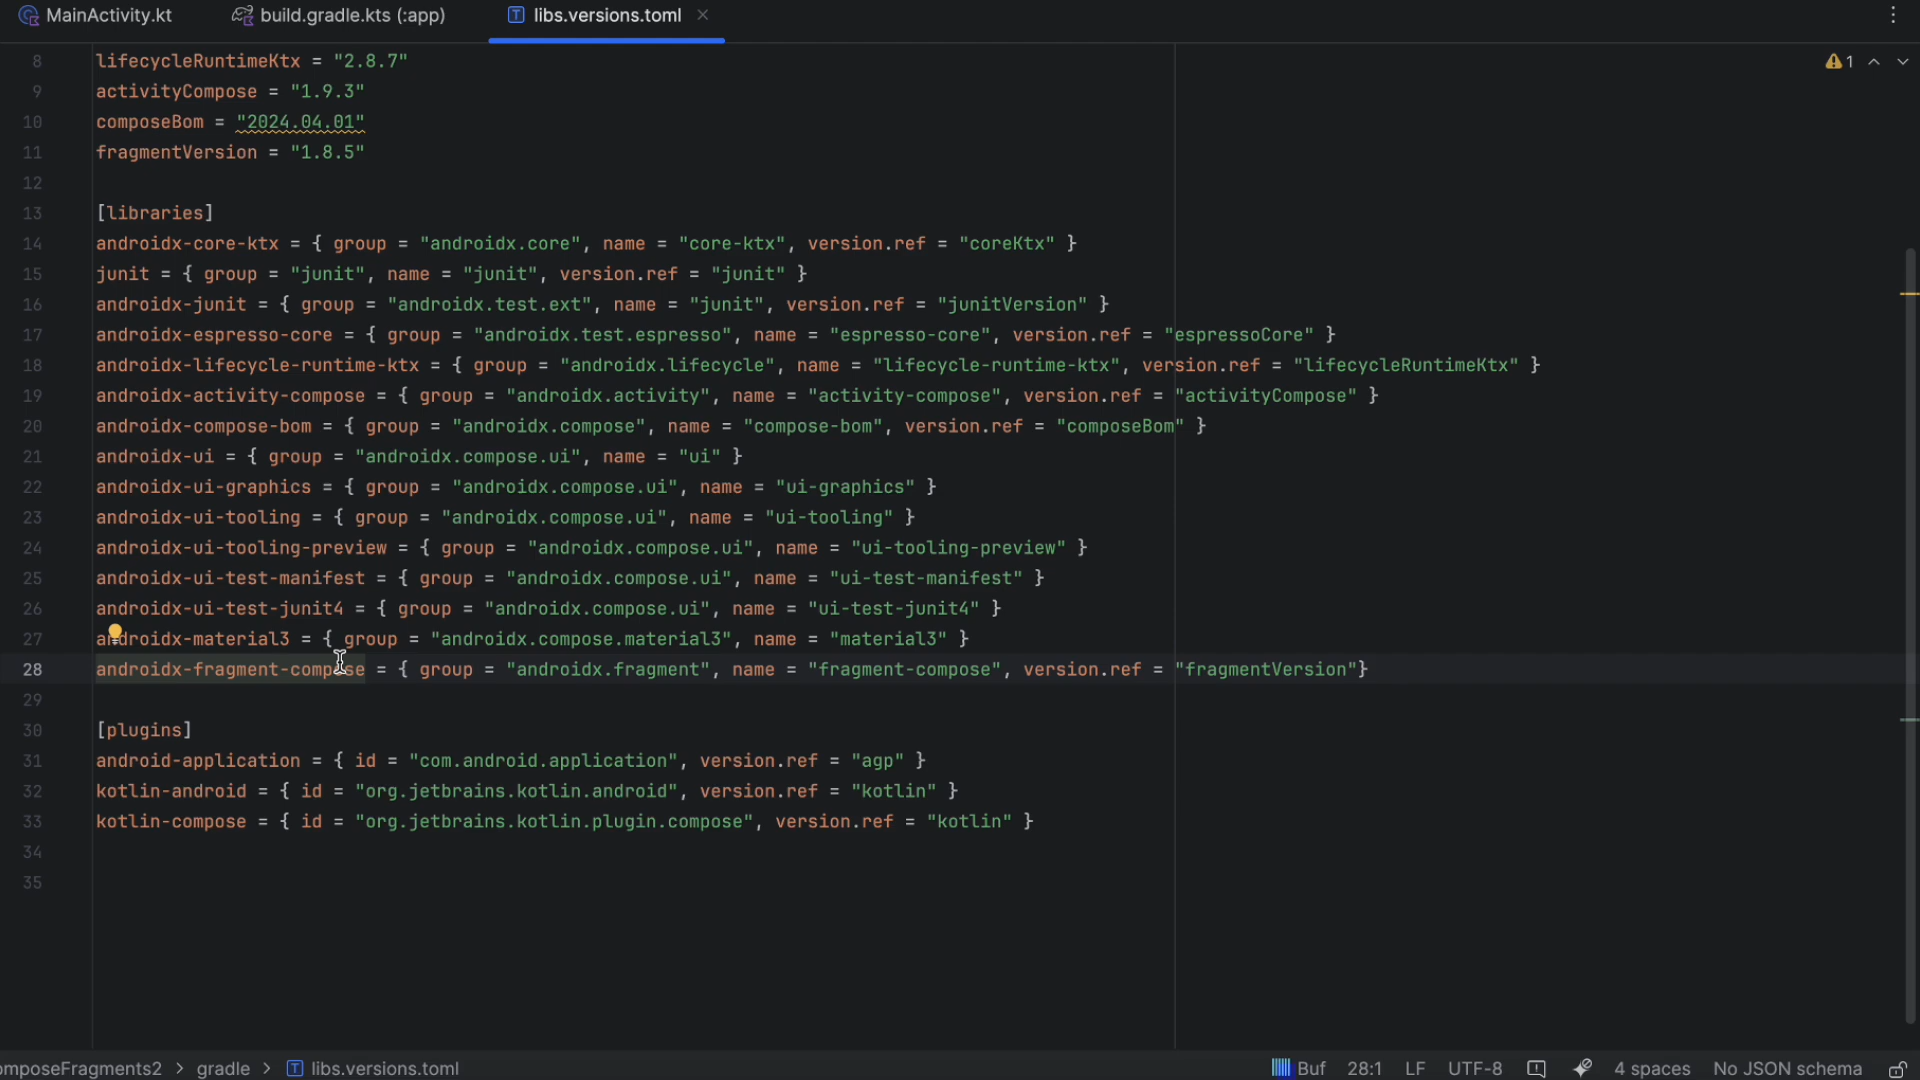 MainActivity.kt
build.gradle.kts (:app)
libs.versions.toml
1
8 lifecycleRuntimeKtx = "2.8.7"
9 activityCompose = "1.9.3"
10 composeBom = "2024.04.01"
11 fragmentVersion = "1.8.5"
12
13 [libraries]
14 androidx-core-ktx = { group = "androidx.core", name = "core-ktx", version.ref = "coreKtx" }
15 junit = { group = "junit", name = "junit", version.ref = "junit" }
16 androidx-junit = { group = "androidx.test.ext", name = "junit", version.ref = "junitVersion" }
17 androidx-espresso-core = { group = "androidx.test.espresso", name = "espresso-core", version.ref = "espressoCore" }
18 androidx-lifecycle-runtime-ktx = { group = "androidx.lifecycle", name = "lifecycle-runtime-ktx", version.ref = "lifecycleRuntimeKtx" }
19 androidx-activity-compose = { group = "androidx.activity", name = "activity-compose", version.ref = "activityCompose" }
20 androidx-compose-bom = { group = "androidx.compose", name = "compose-bom", version.ref = "composeBom" }
21 androidx-ui = { group = "androidx.compose.ui", name = "ui" }
22 androidx-ui-graphics = { group = "androidx.compose.ui", name = "ui-graphics" }
23 androidx-ui-tooling = { group = "androidx.compose.ui", name = "ui-tooling" }
24 androidx-ui-tooling-preview = { group = "androidx.compose.ui", name = "ui-tooling-preview" }
25 androidx-ui-test-manifest = { group = "androidx.compose.ui", name = "ui-test-manifest" }
26 androidx-ui-test-junit4 = { group = "androidx.compose.ui", name = "ui-test-junit4" }
27 androidx-material3 = { group = "androidx.compose.material3", name = "material3" }
28 androidx-fragment-compose = { group = "androidx.fragment", name = "fragment-compose", version.ref = "fragmentVersion"}
29
30 [plugins]
31 android-application = { id = "com.android.application", version.ref = "agp" }
32 kotlin-android = { id = "org.jetbrains.kotlin.android", version.ref = "kotlin" }
33 kotlin-compose = { id = "org.jetbrains.kotlin.plugin.compose", version.ref = "kotlin" }
34
35
omposeFragments2 > gradle > libs.versions.toml
Buf 28:1 LF UTF-8 4 spaces No JSON schema